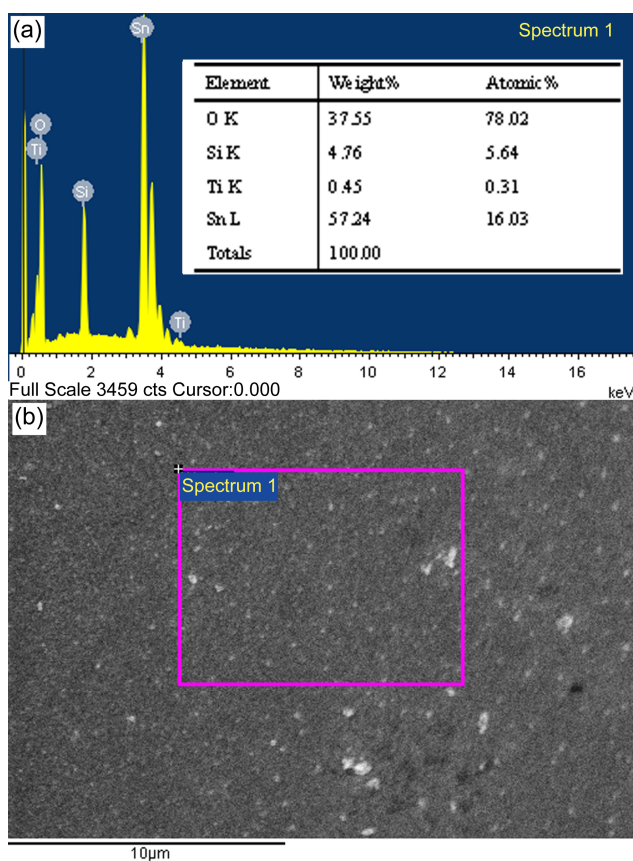 (a)
Spectrum 1
Sn
O
Ti
Si
Ti
Element Weight% Atomic%
O K 37.55 78.02
Si K 4.76 5.64
Ti K 0.45 0.31
Sn L 57.24 16.03
Totals 100.00
0 2 4 6 8 10 12 14 16
keV
Full Scale 3459 cts Cursor:0.000
(b)
Spectrum 1
10μm